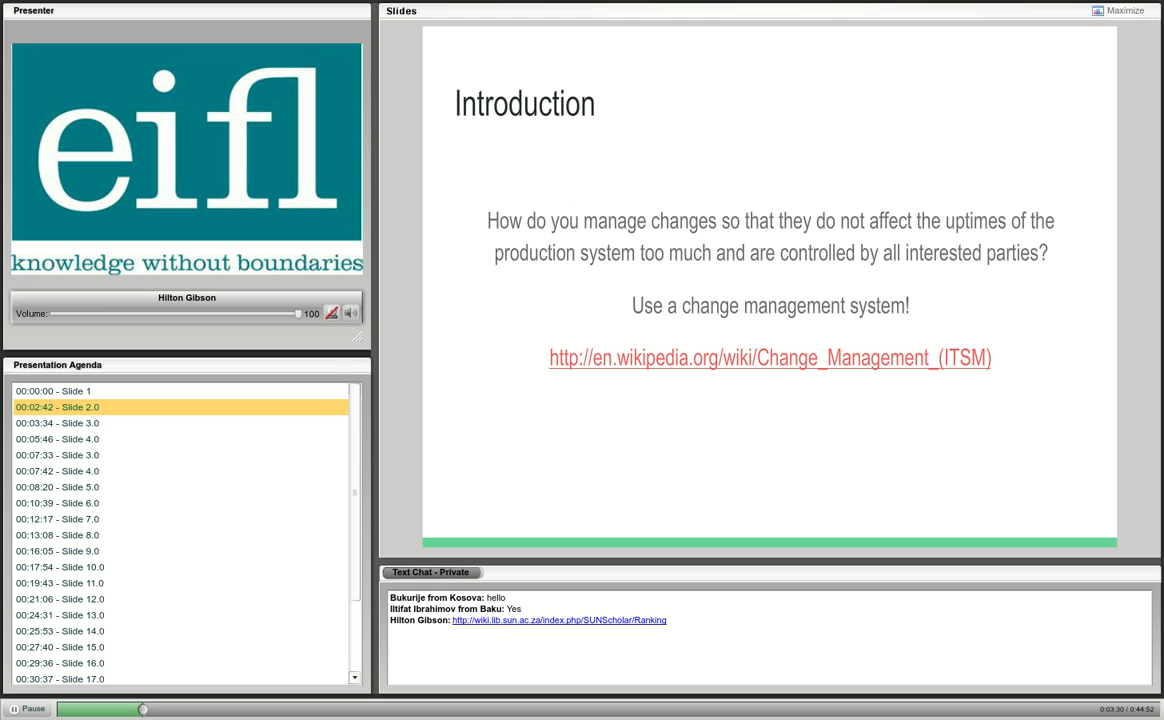 Presenter
eifl
knowledge without boundaries
Hilton Gibson
Volume: 100
Presentation Agenda
00:00:00 - Slide 1
00:02:42 - Slide 2.0
00:03:34 - Slide 3.0
00:05:46 - Slide 4.0
00:07:33 - Slide 3.0
00:07:42 - Slide 4.0
00:08:20 - Slide 5.0
00:10:39 - Slide 6.0
00:12:17 - Slide 7.0
00:13:08 - Slide 8.0
00:16:05 - Slide 9.0
00:17:54 - Slide 10.0
00:19:43 - Slide 11.0
00:21:06 - Slide 12.0
00:24:31 - Slide 13.0
00:25:53 - Slide 14.0
00:27:40 - Slide 15.0
00:29:36 - Slide 16.0
00:30:37 - Slide 17.0
Slides
Maximize
Introduction
How do you manage changes so that they do not affect the uptimes of the
production system too much and are controlled by all interested parties?
Use a change management system!
http://en.wikipedia.org/wiki/Change_Management_(ITSM)
Text Chat - Private
Bukurije from Kosova: hello
Iltifat Ibrahimov from Baku: Yes
Hilton Gibson: http://wiki.lib.sun.ac.za/index.php/SUNScholar/Ranking
Pause
0:03:30 / 0:44:52